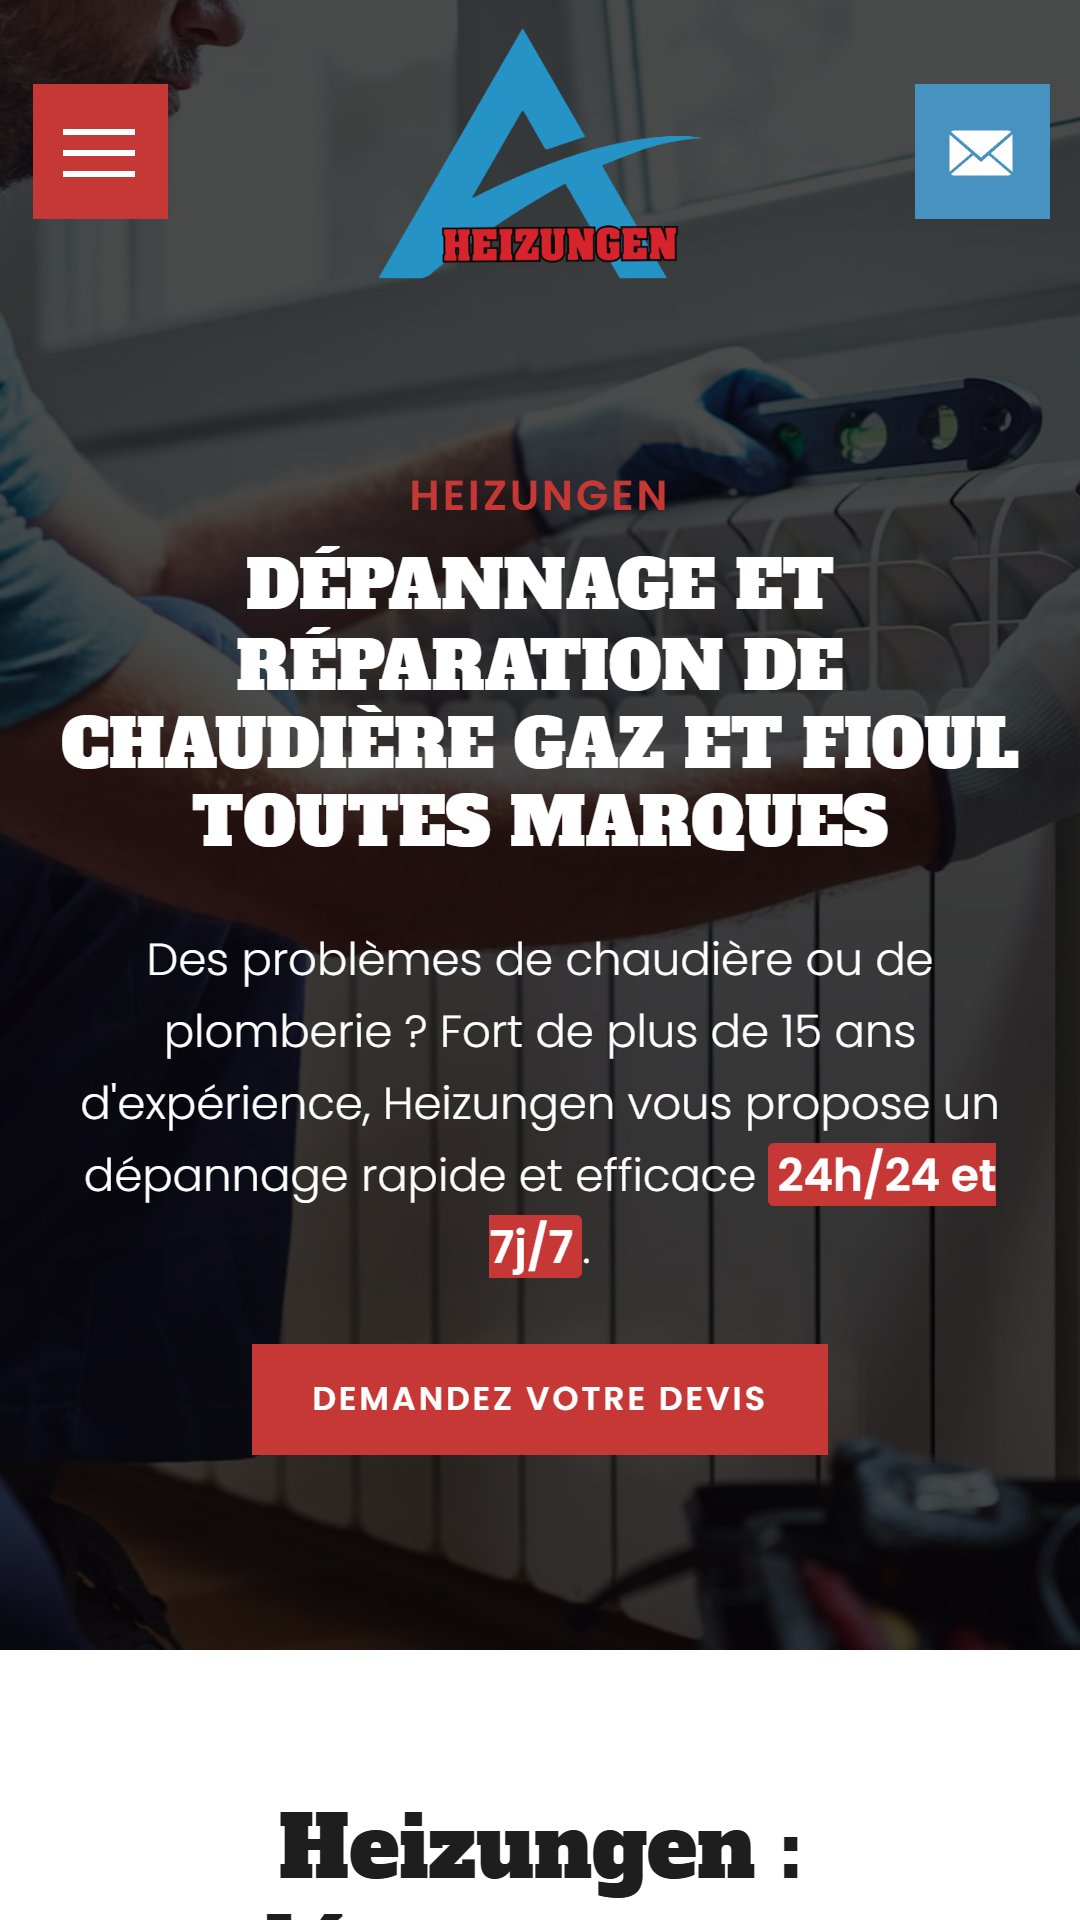 HEIZUNGEN
HEIZUNGEN
DÉPANNAGE ET
RÉPARATION DE
CHAUDIÈRE GAZ ET FIOUL
TOUTES MARQUES
Des problèmes de chaudière ou de
plomberie ? Fort de plus de 15 ans
d'expérience, Heizungen vous propose un
dépannage rapide et efficace 24h/24 et
7j/7.
DEMANDEZ VOTRE DEVIS
Heizungen :